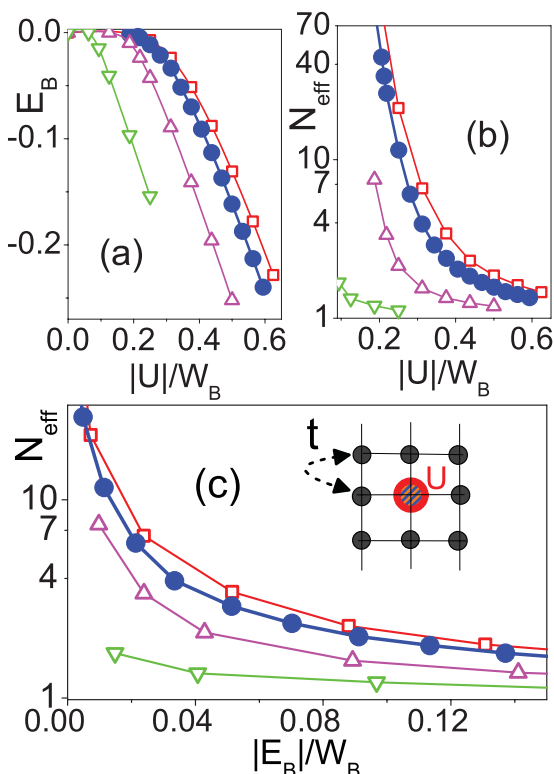 0.0
-0.1
-0.2
E_B
(a)
0.0 0.2 0.4 0.6
|U|/W_B
70
40
10
7
4
1
N_eff
(b)
0.2 0.4 0.6
|U|/W_B
N_eff
10
7
4
1
(c)
t
U
0.00 0.04 0.08 0.12
|E_B|/W_B